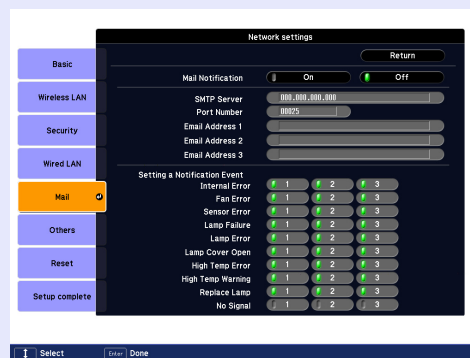 Network settings
Return
Basic
Wireless LAN
Security
Wired LAN
Mail
Others
Reset
Setup complete
Mail Notification On Off
SMTP Server 000.000.000.000
Port Number 00025
Email Address 1
Email Address 2
Email Address 3
Setting a Notification Event
Internal Error 1 2 3
Fan Error 1 2 3
Sensor Error 1 2 3
Lamp Failure 1 2 3
Lamp Error 1 2 3
Lamp Cover Open 1 2 3
High Temp Error 1 2 3
High Temp Warning 1 2 3
Replace Lamp 1 2 3
No Signal 1 2 3
Select Enter Done